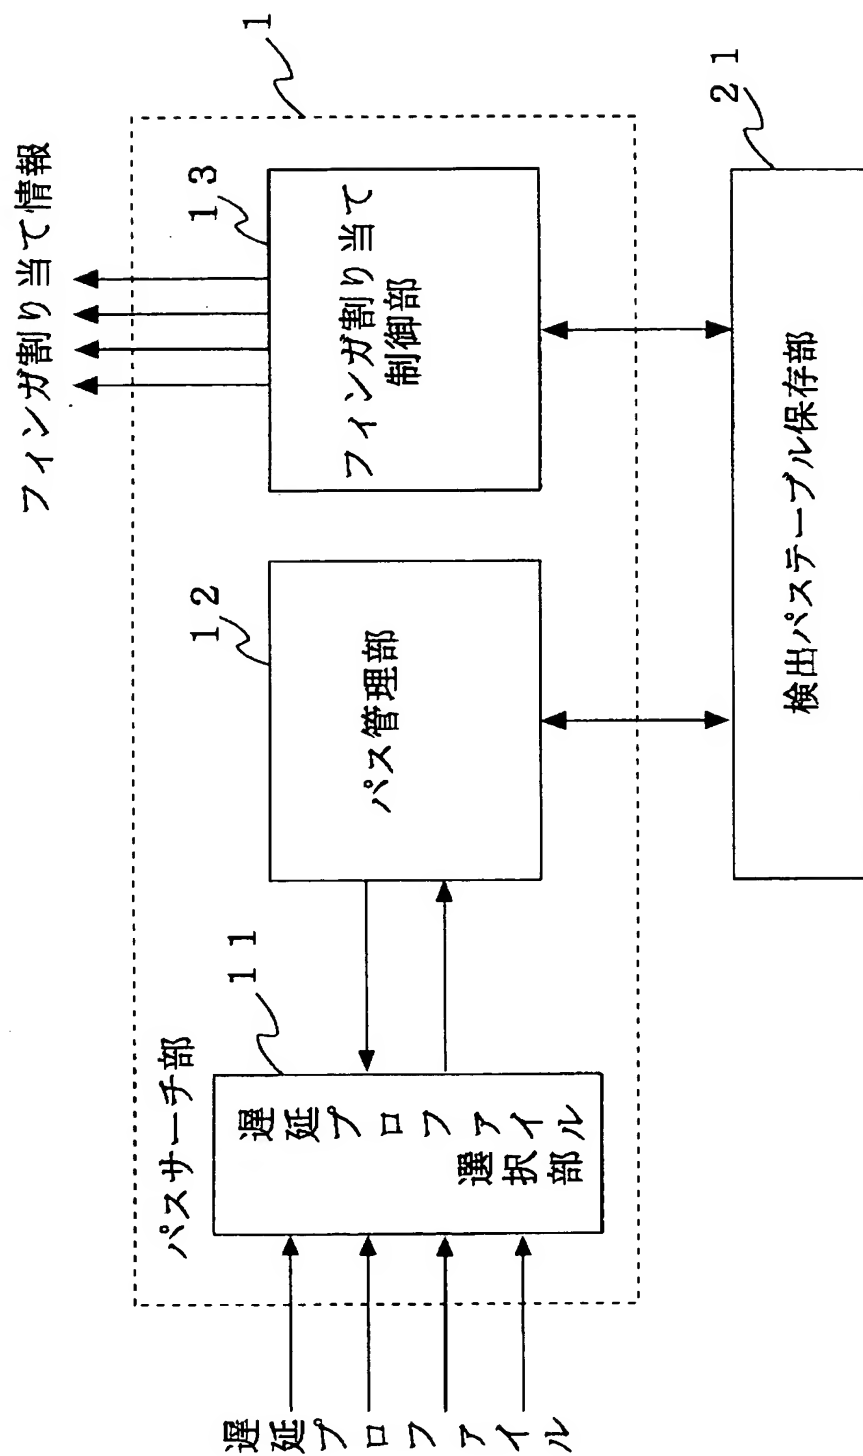 パスサーチ部
1
遅延プロファイル
遅延プロファイル
選択部
11
パス管理部
12
フィンガ割り当て
制御部
13
フィンガ割り当て情報
検出パステーブル保存部
21